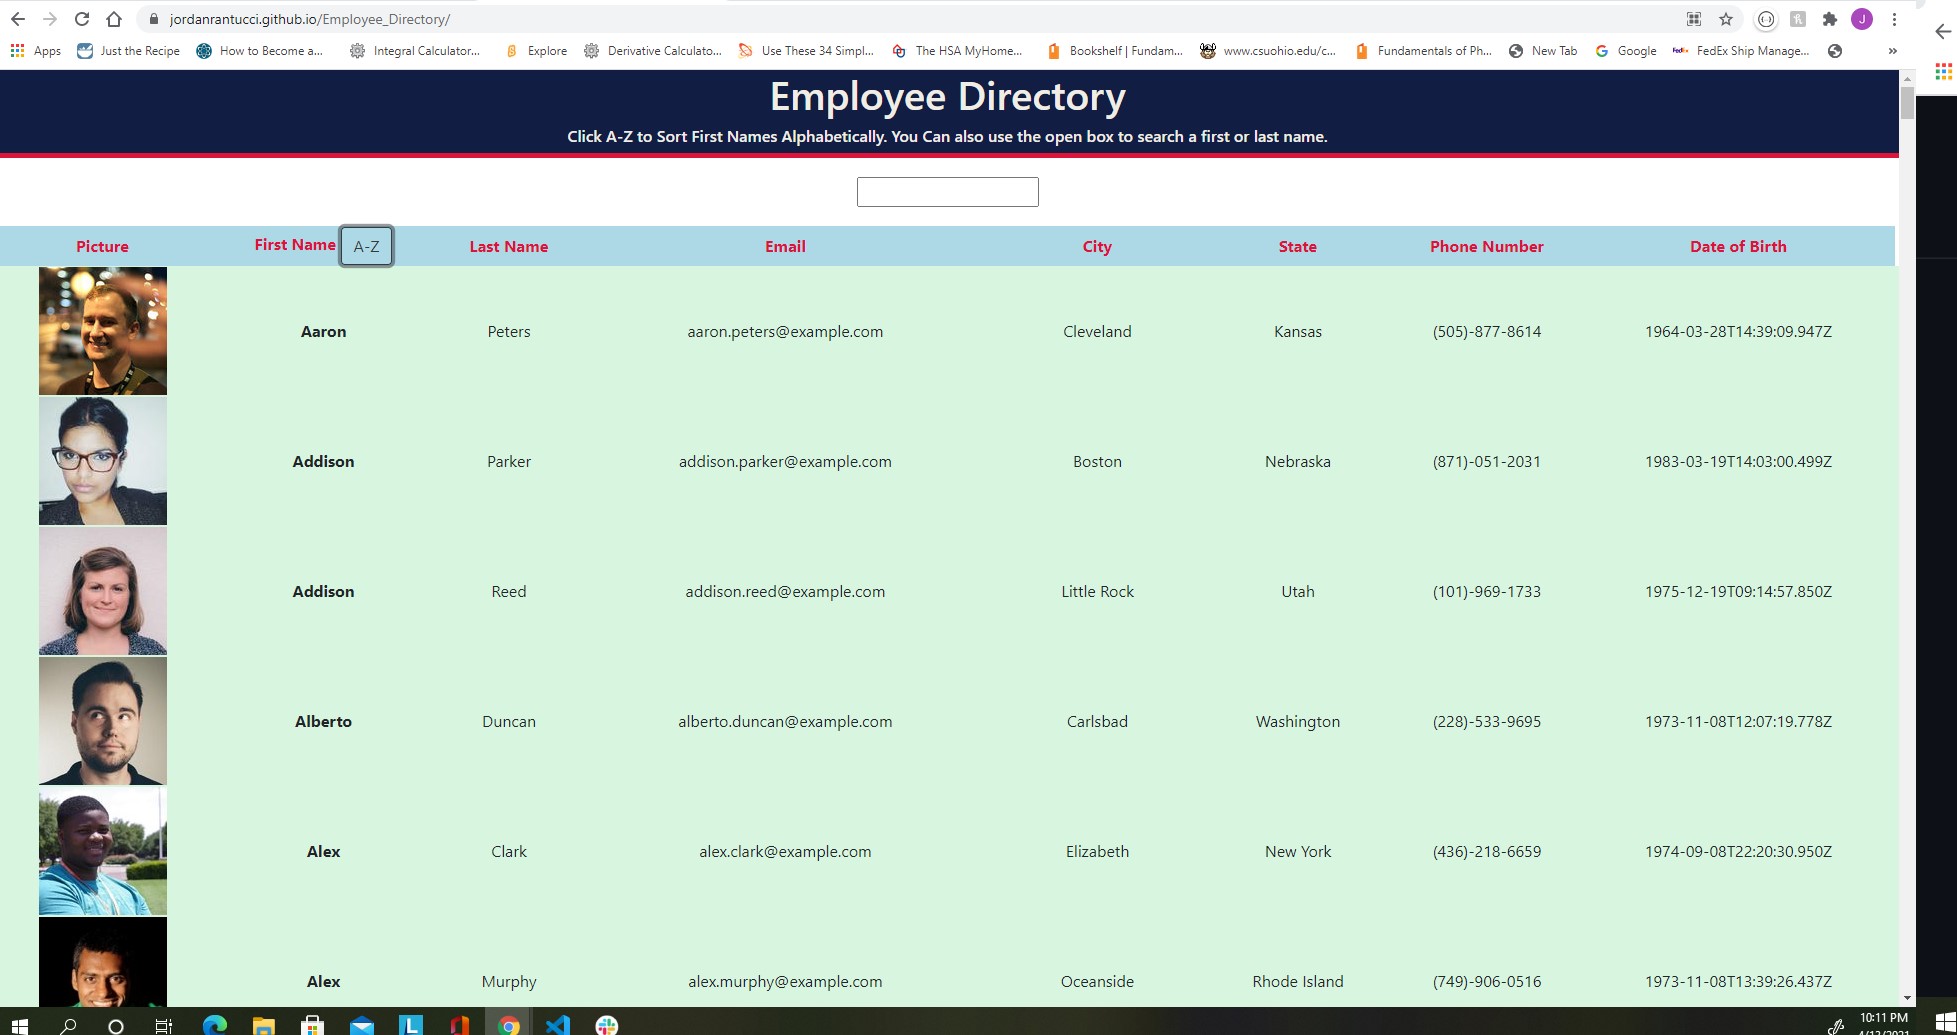 jordanrantucci.github.io/Employee_Directory/
J
Apps Just the Recipe How to Become a... Integral Calculator... Explore Derivative Calculato... Use These 34 Simpl... The HSA MyHome... Bookshelf | Fundam... www.csuohio.edu/c... Fundamentals of Ph... New Tab Google FedEx Ship Manage... »
Employee Directory
Click A-Z to Sort First Names Alphabetically. You Can also use the open box to search a first or last name.
Picture First Name A-Z Last Name Email City State Phone Number Date of Birth
Aaron Peters aaron.peters@example.com Cleveland Kansas (505)-877-8614 1964-03-28T14:39:09.947Z
Addison Parker addison.parker@example.com Boston Nebraska (871)-051-2031 1983-03-19T14:03:00.499Z
Addison Reed addison.reed@example.com Little Rock Utah (101)-969-1733 1975-12-19T09:14:57.850Z
Alberto Duncan alberto.duncan@example.com Carlsbad Washington (228)-533-9695 1973-11-08T12:07:19.778Z
Alex Clark alex.clark@example.com Elizabeth New York (436)-218-6659 1974-09-08T22:20:30.950Z
Alex Murphy alex.murphy@example.com Oceanside Rhode Island (749)-906-0516 1973-11-08T13:39:26.437Z
10:11 PM